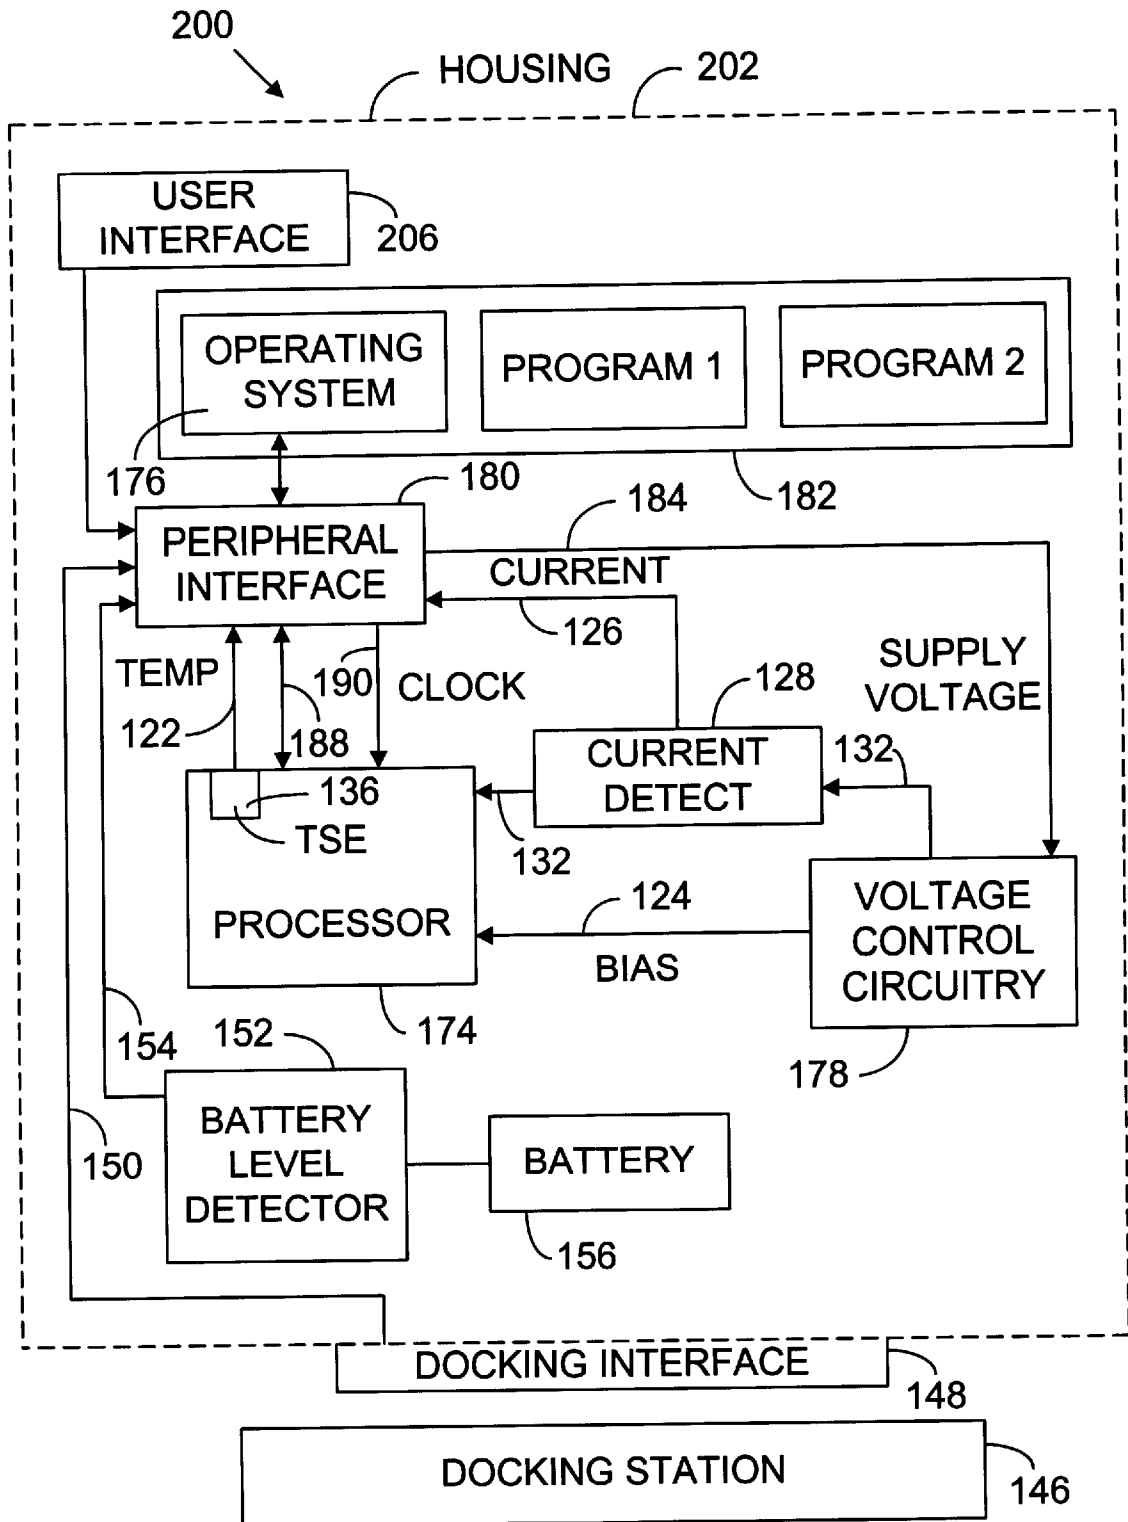 200
HOUSING
202
USER
INTERFACE
206
OPERATING
SYSTEM
PROGRAM 1
PROGRAM 2
176
180
182
184
PERIPHERAL
INTERFACE
CURRENT
126
TEMP
122
188
190
CLOCK
128
SUPPLY
VOLTAGE
CURRENT
DETECT
132
132
136
TSE
PROCESSOR
124
BIAS
VOLTAGE
CONTROL
CIRCUITRY
174
178
154
152
150
BATTERY
LEVEL
DETECTOR
BATTERY
156
DOCKING INTERFACE
148
DOCKING STATION
146